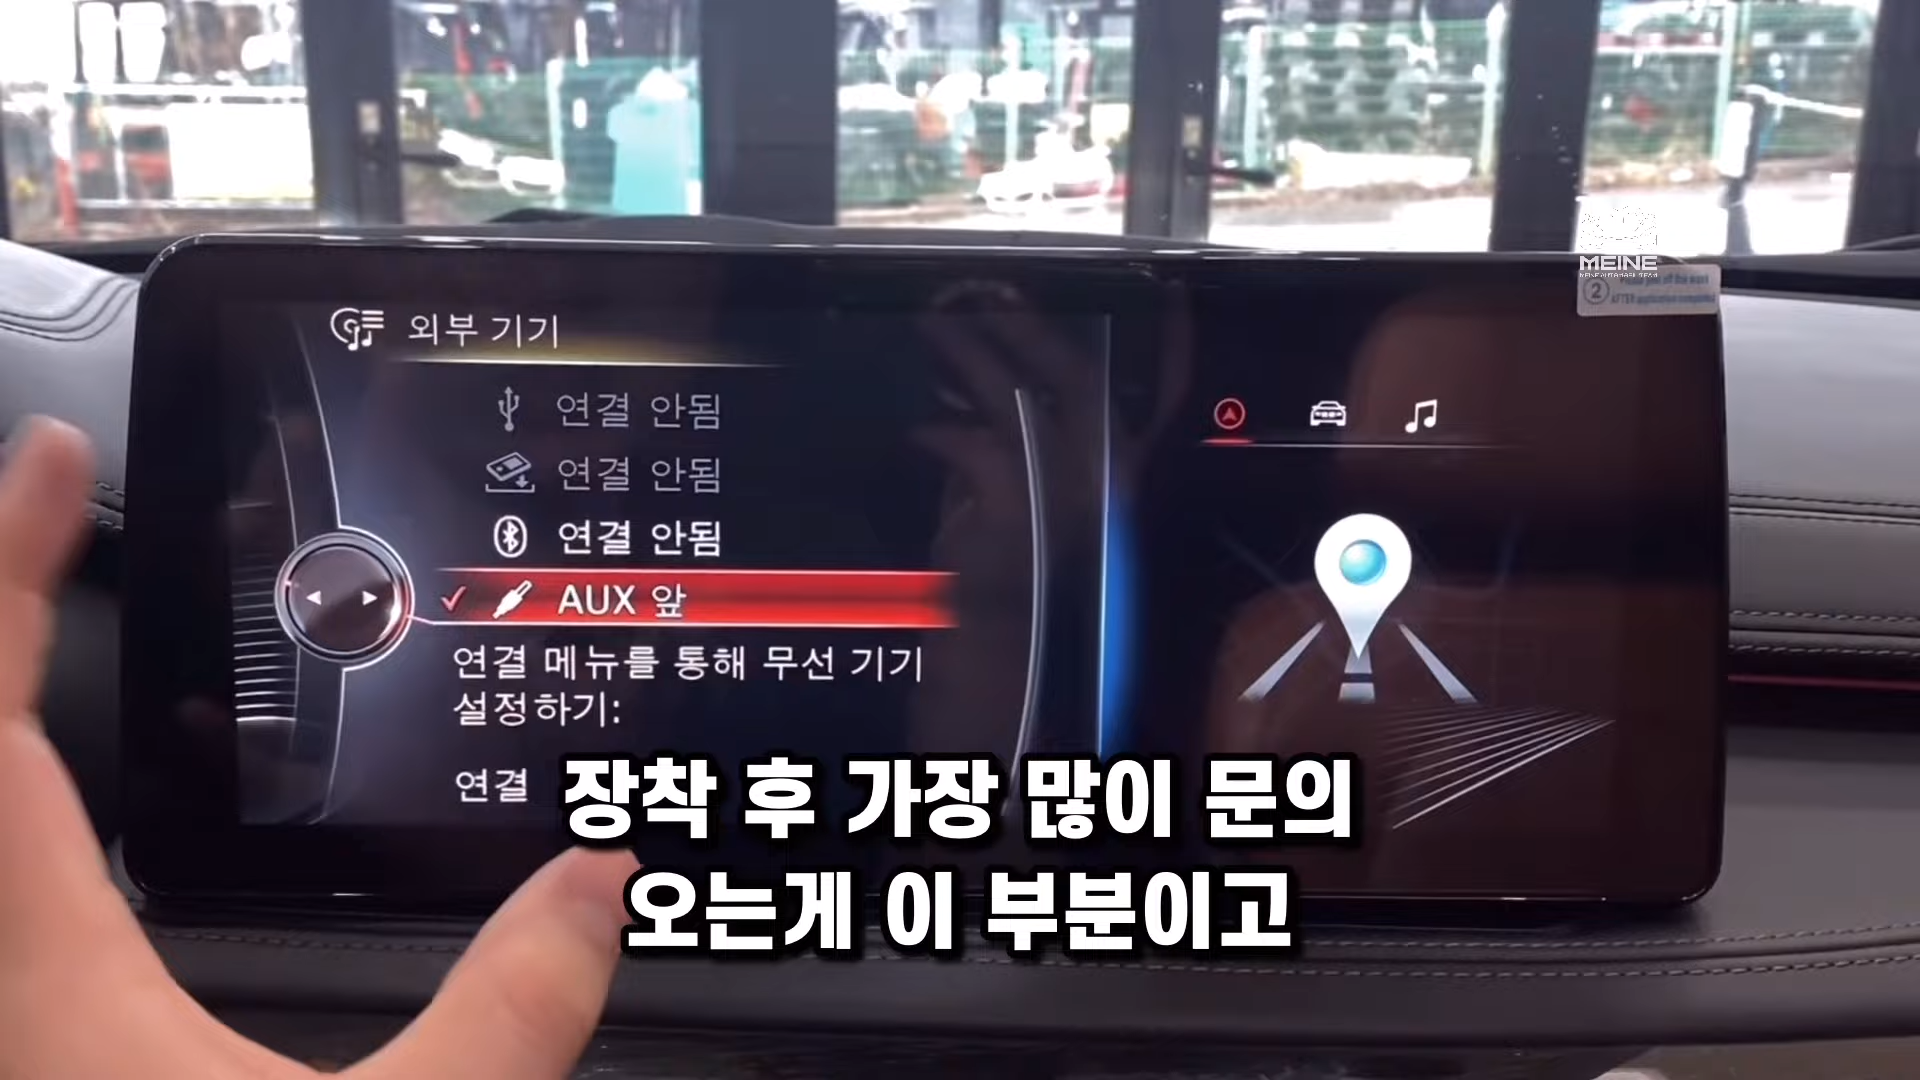 MEINE
외부 기기
연결 안됨
연결 안됨
연결 안됨
AUX 앞
연결 메뉴를 통해 무선 기기
설정하기:
연결
장착 후 가장 많이 문의
오는게 이 부분이고
2